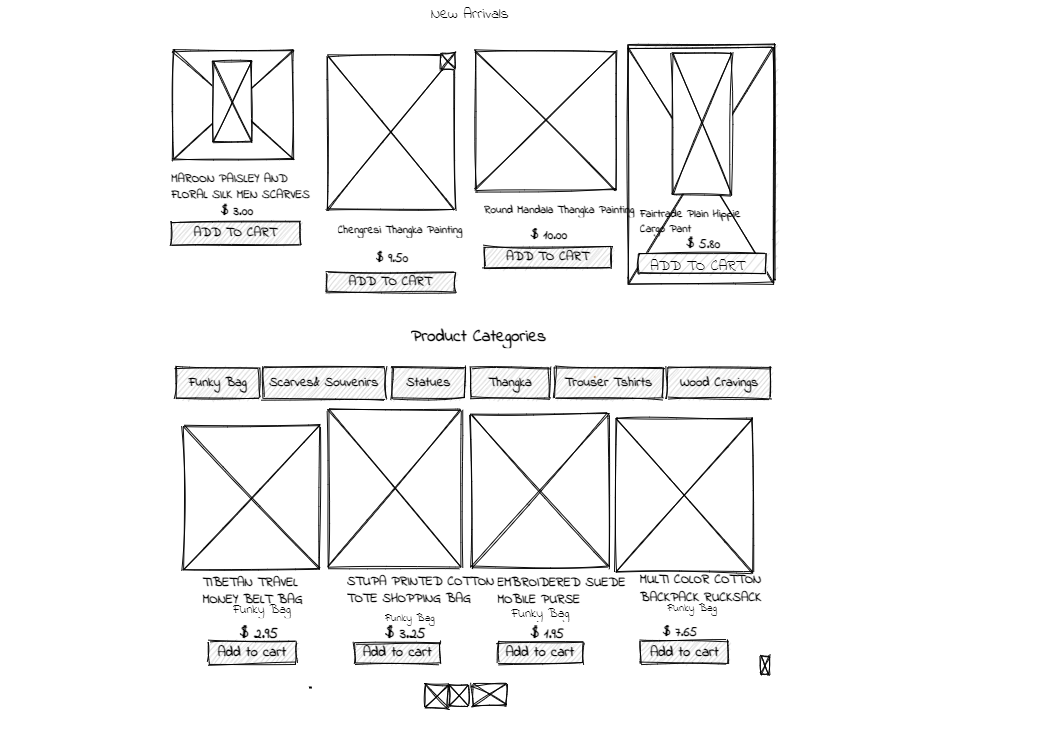 New Arrivals
MAROON PAISLEY AND
FLORAL SILK MEN SCARVES
$ 3.00
ADD TO CART
Chengresi Thangka Painting
$ 9.50
ADD TO CART
Round Mandala Thangka Painting
$ 10.00
ADD TO CART
Fairtrade Plain Hippie
Cargo Pant
$ 5.80
ADD TO CART
Product Categories
Funky Bag
Scarves& Souvenirs
Statues
Thangka
Trouser Tshirts
Wood Cravings
TIBETAN TRAVEL
MONEY BELT BAG
Funky Bag
$ 2.95
Add to cart
STUPA PRINTED COTTON
TOTE SHOPPING BAG
Funky Bag
$ 3.25
Add to cart
EMBROIDERED SUEDE
MOBILE PURSE
Funky Bag
$ 1.95
Add to cart
MULTI COLOR COTTON
BACKPACK RUCKSACK
Funky Bag
$ 7.65
Add to cart